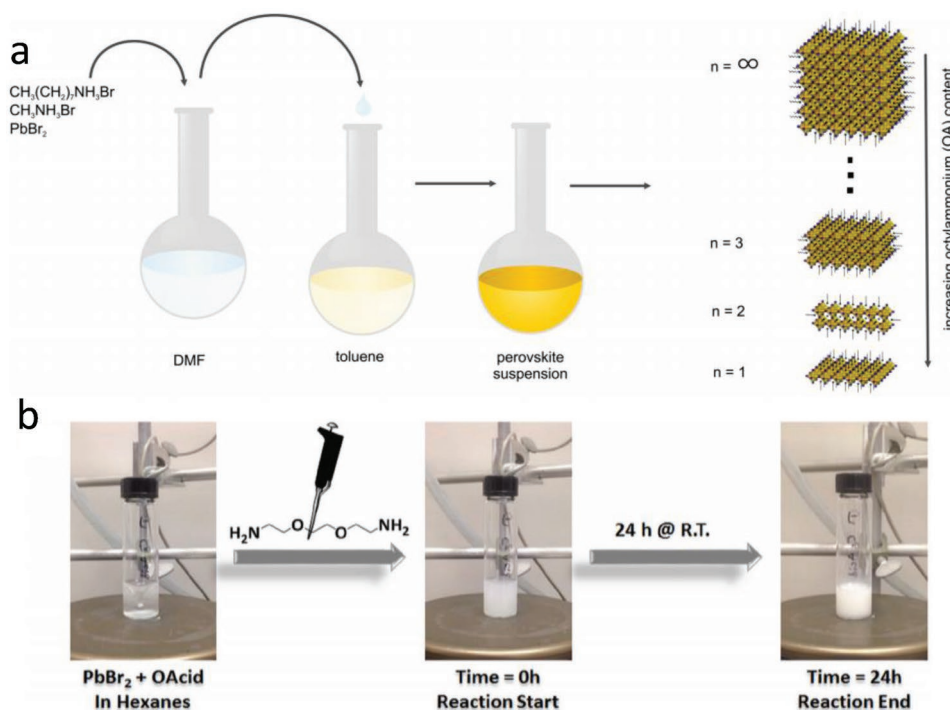 a
CH₃(CH₂)₇NH₃Br
CH₃NH₃Br
PbBr₂
DMF
toluene
perovskite
suspension
n = ∞
n = 3
n = 2
n = 1
increasing octylammonium (OA) content
b
H₂N
O
O
NH₂
24 h @ R.T.
PbBr₂ + OAcid
In Hexanes
Time = 0h
Reaction Start
Time = 24h
Reaction End